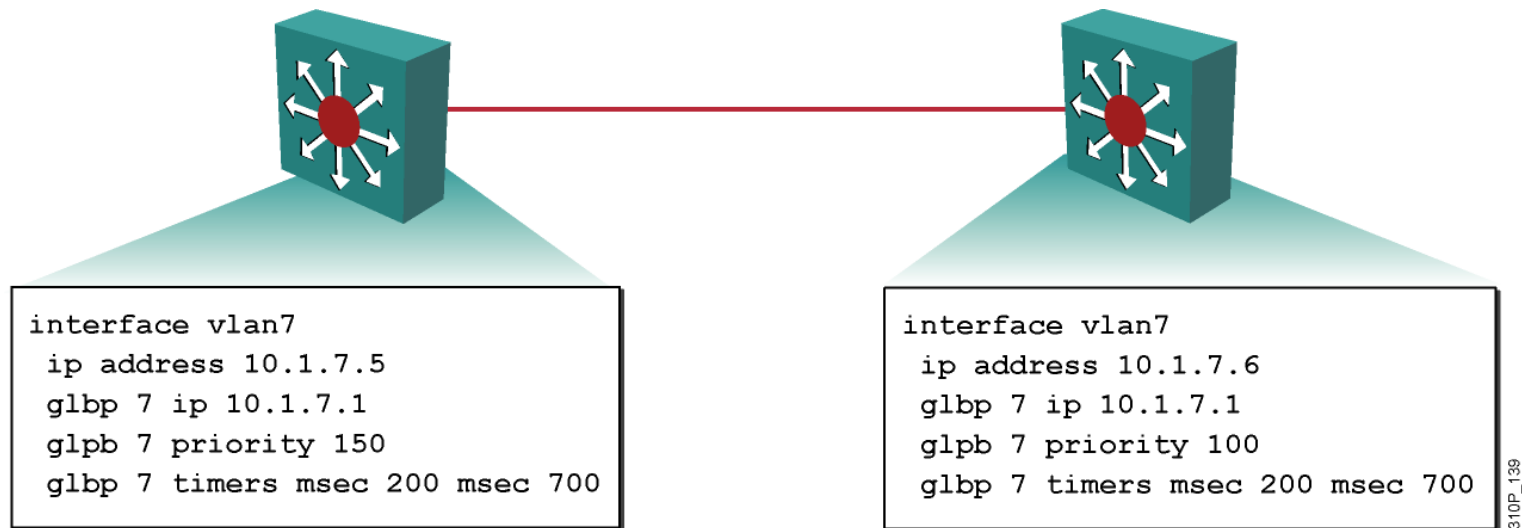 interface vlan7
ip address 10.1.7.5
glbp 7 ip 10.1.7.1
glpb 7 priority 150
glbp 7 timers msec 200 msec 700
interface vlan7
ip address 10.1.7.6
glbp 7 ip 10.1.7.1
glpb 7 priority 100
glbp 7 timers msec 200 msec 700
310P_139